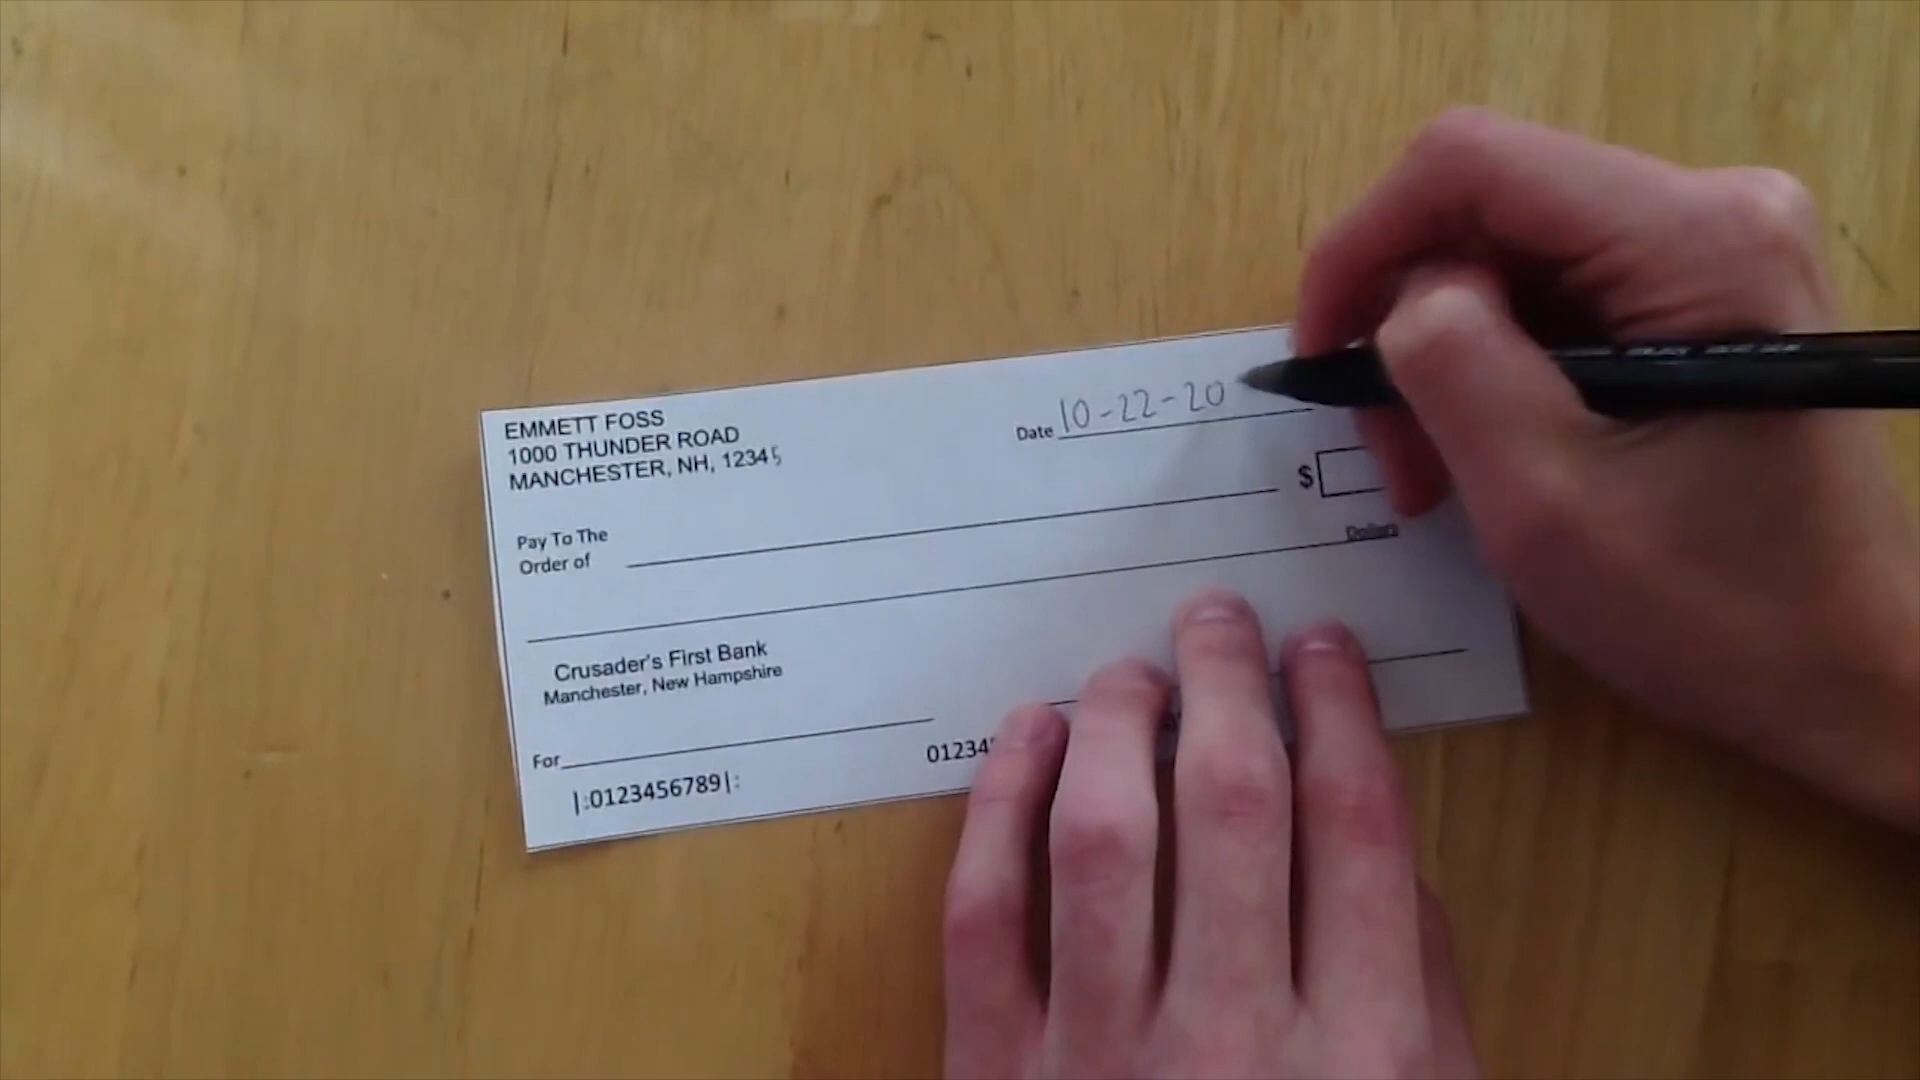 EMMETT FOSS
1000 THUNDER ROAD
MANCHESTER, NH, 12345
Date 10-22-20
$
Pay To The
Order of
Dollars
Crusader's First Bank
Manchester, New Hampshire
For
|:0123456789|: 01234